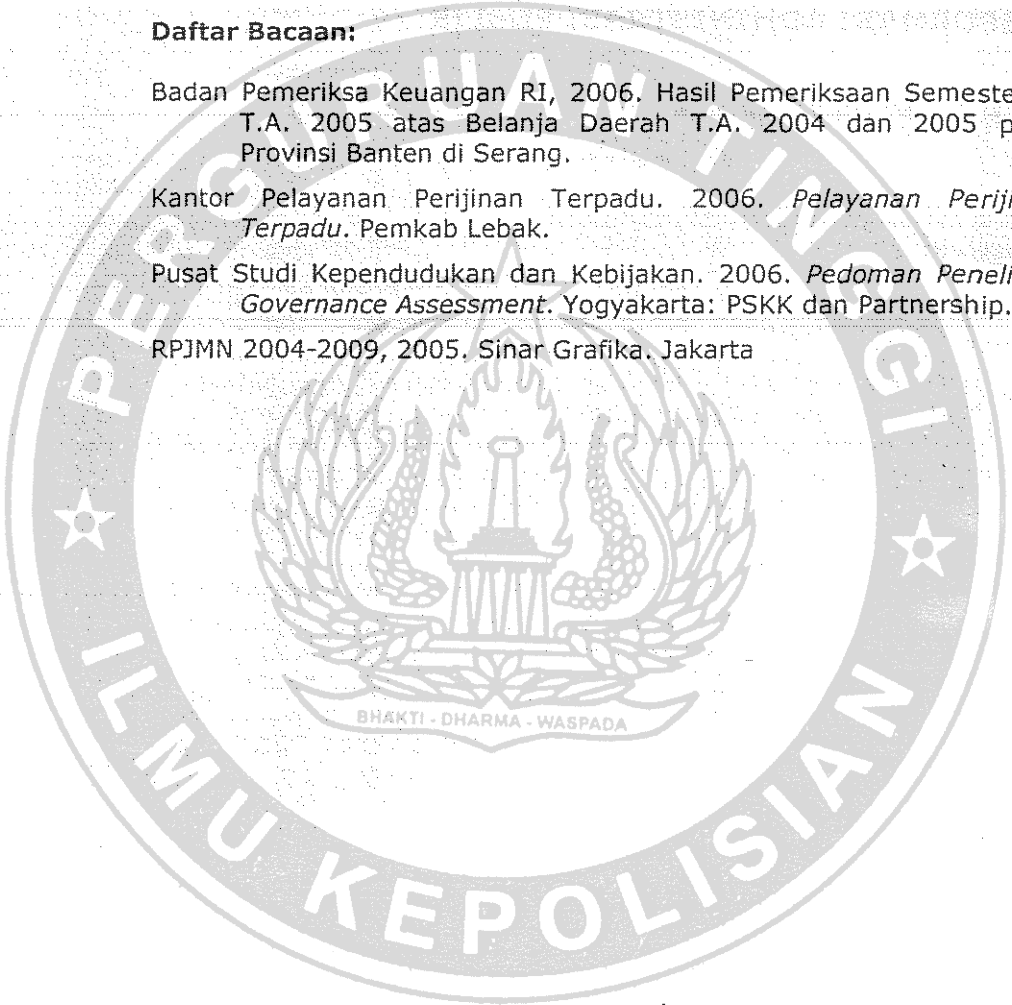 Daftar Bacaan:
Badan Pemeriksa Keuangan RI, 2006. Hasil Pemeriksaan Semeste
T.A. 2005 atas Belanja Daerah T.A. 2004 dan 2005 p
Provinsi Banten di Serang.
Kantor Pelayanan Perijinan Terpadu. 2006. Pelayanan Periji
Terpadu. Pemkab Lebak.
Pusat Studi Kependudukan dan Kebijakan. 2006. Pedoman Peneli
Governance Assessment. Yogyakarta: PSKK dan Partnership.
RPJMN 2004-2009, 2005. Sinar Grafika. Jakarta
PERGURUAN TINGGI
BHAKTI - DHARMA - WASPADA
ILMU KEPOLISIAN